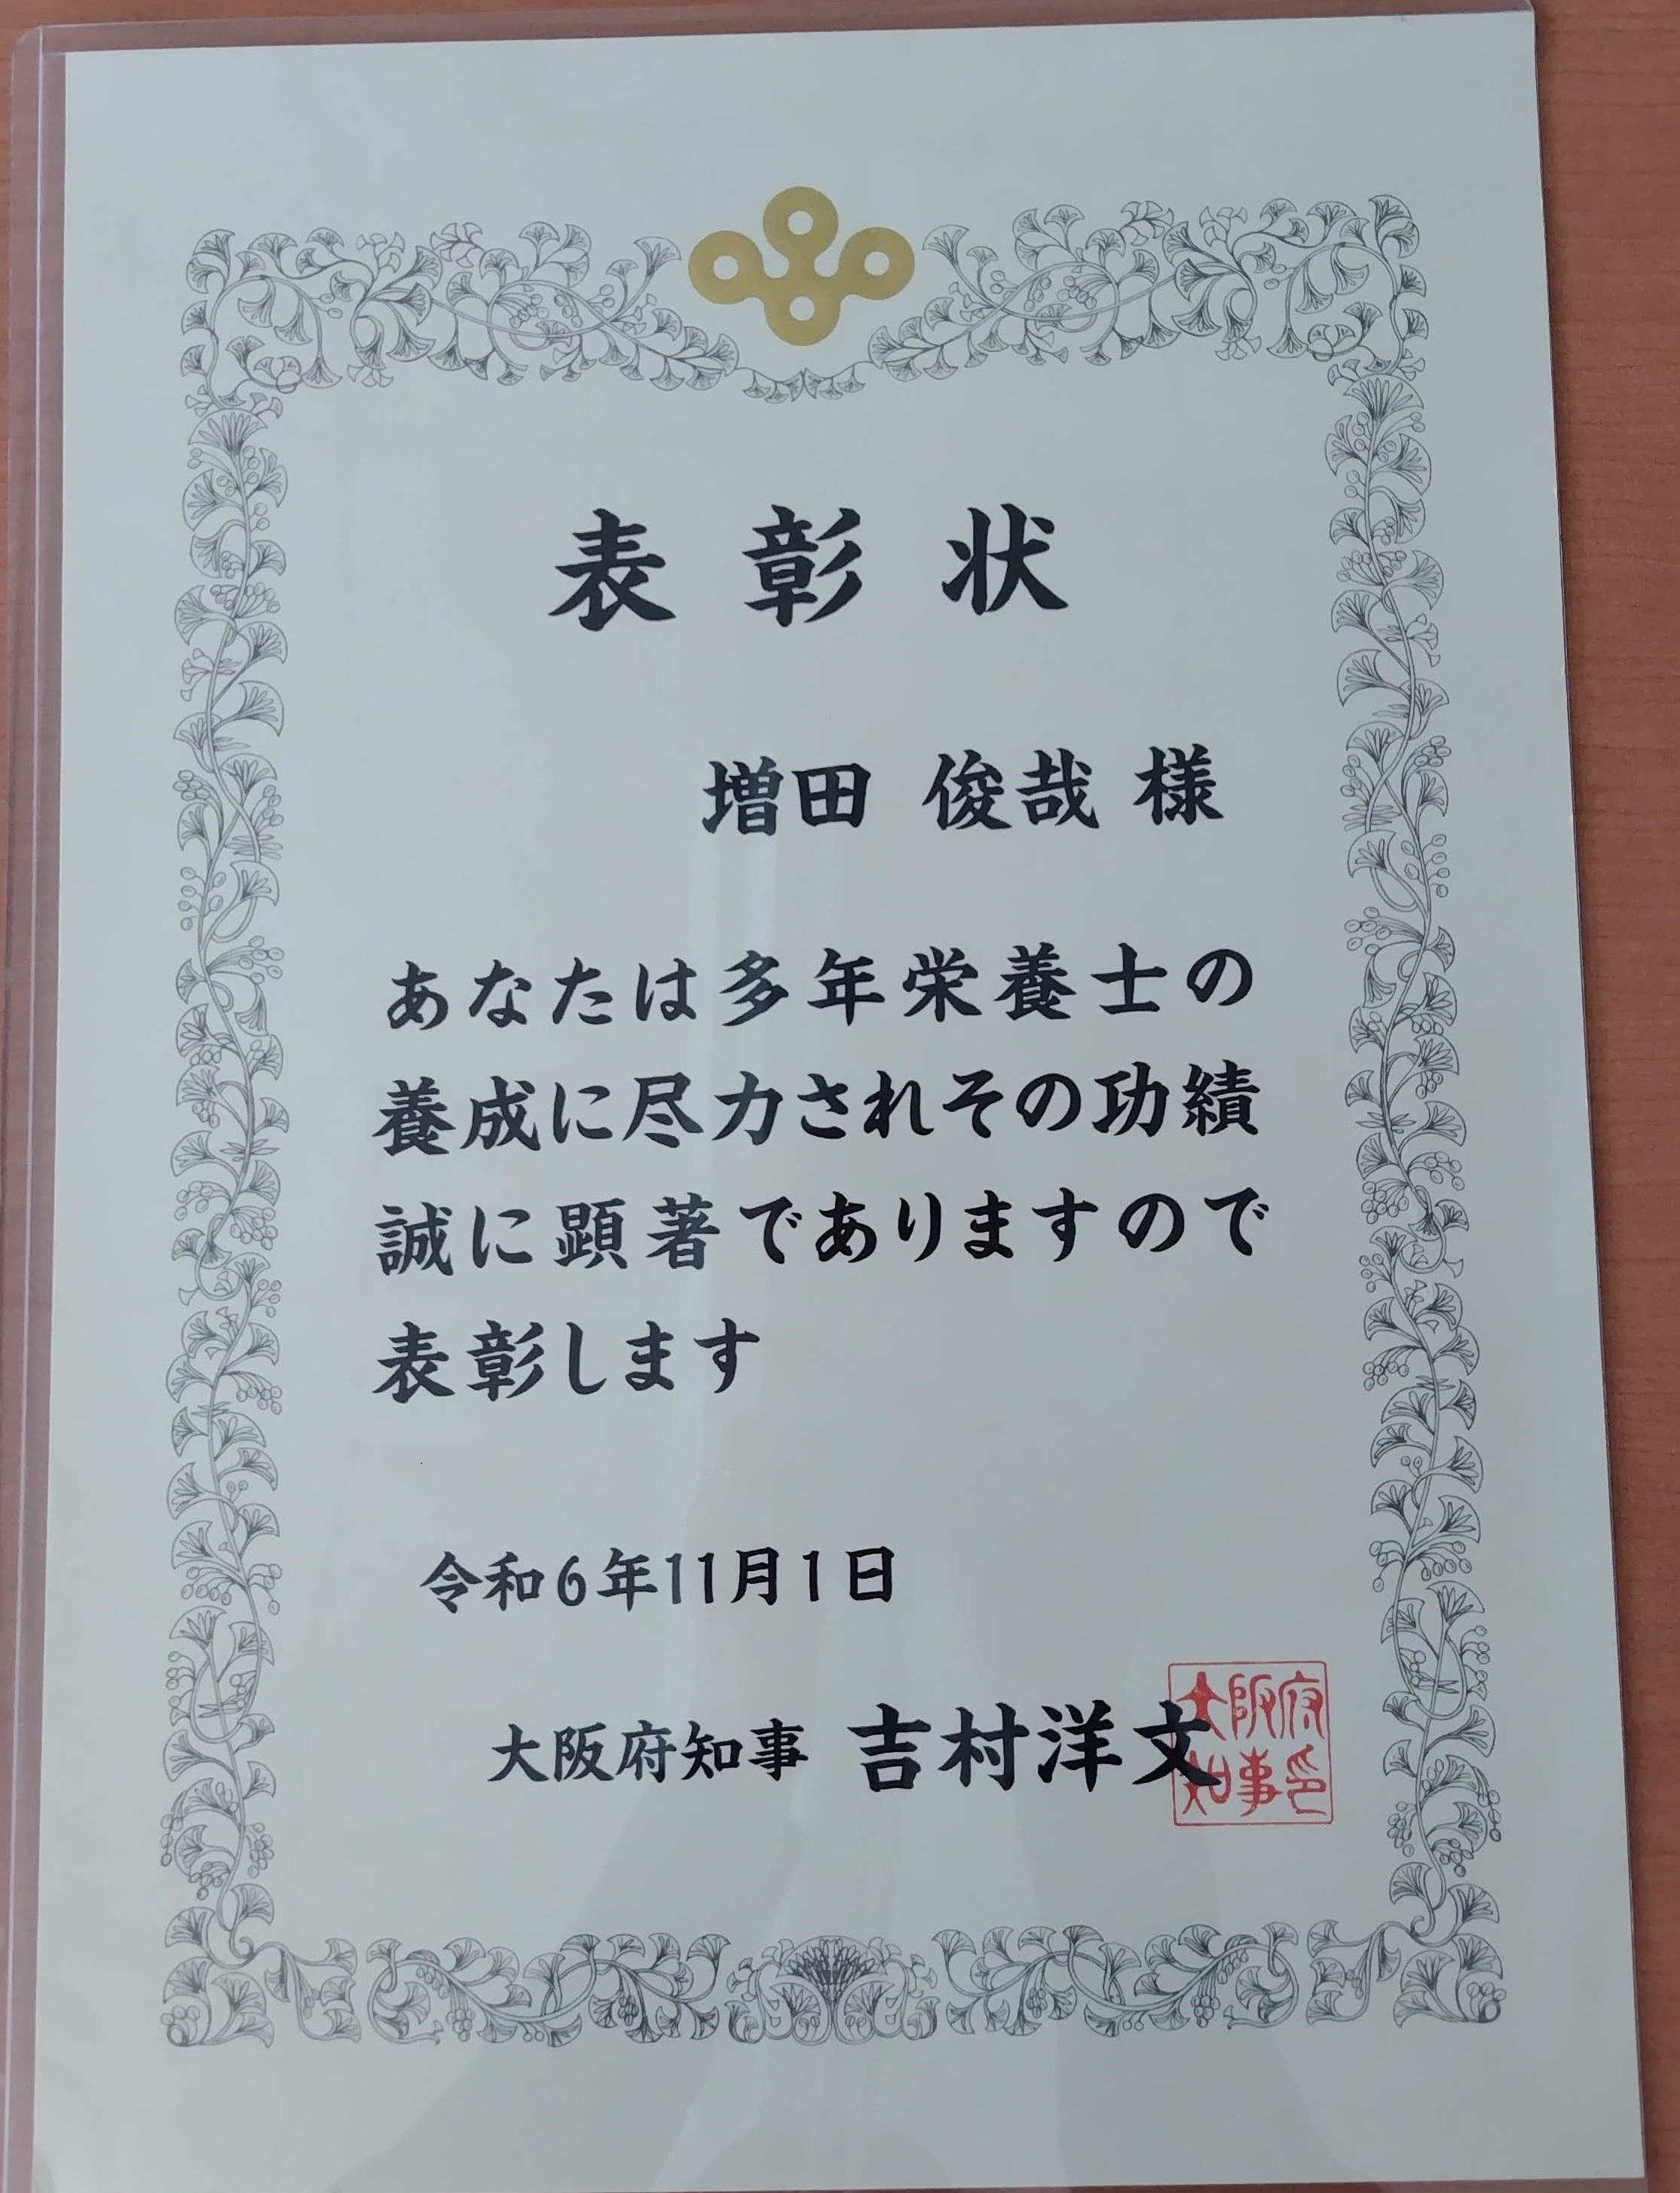 表彰状
増田 俊哉 様
あなたは多年栄養士の
養成に尽力されその功績
誠に顕著でありますので
表彰します
令和6年11月1日
大阪府知事 吉村洋文
大阪府
知事印